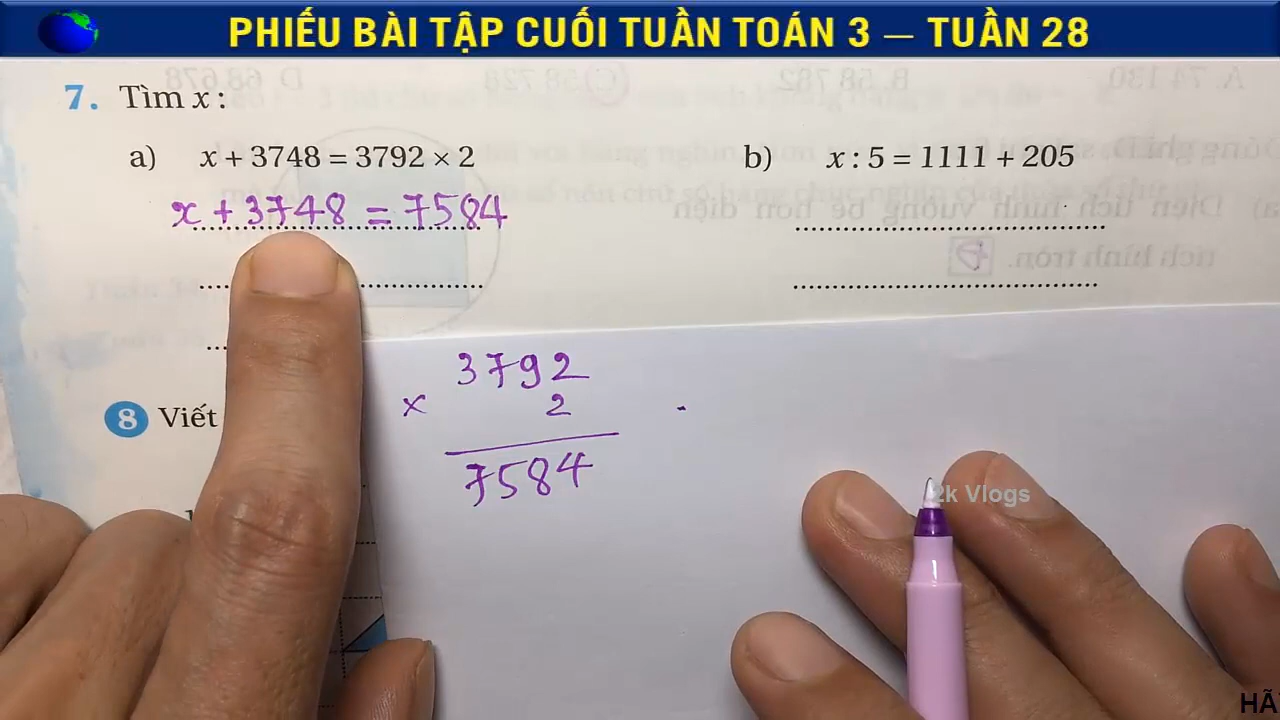 PHIẾU BÀI TẬP CUỐI TUẦN TOÁN 3 — TUẦN 28
7. Tìm x :
a) x + 3748 = 3792 × 2
b) x : 5 = 1111 + 205
x + 3748 = 7584
8 Viết
3792
× 2
7584
2k Vlogs
HÃ